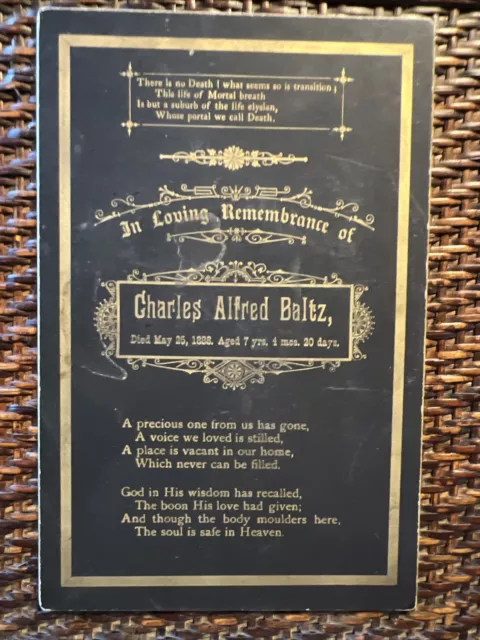 There is no Death ! what seems so is transition ;
This life of Mortal breath
Is but a suburb of the life elysian,
Whose portal we call Death.
In Loving Remembrance of
Charles Alfred Baltz,
Died May 25, 1888. Aged 7 yrs. 4 mos. 20 days.
A precious one from us has gone,
A voice we loved is stilled,
A place is vacant in our home,
Which never can be filled.
God in His wisdom has recalled,
The boon His love had given;
And though the body moulders here,
The soul is safe in Heaven.